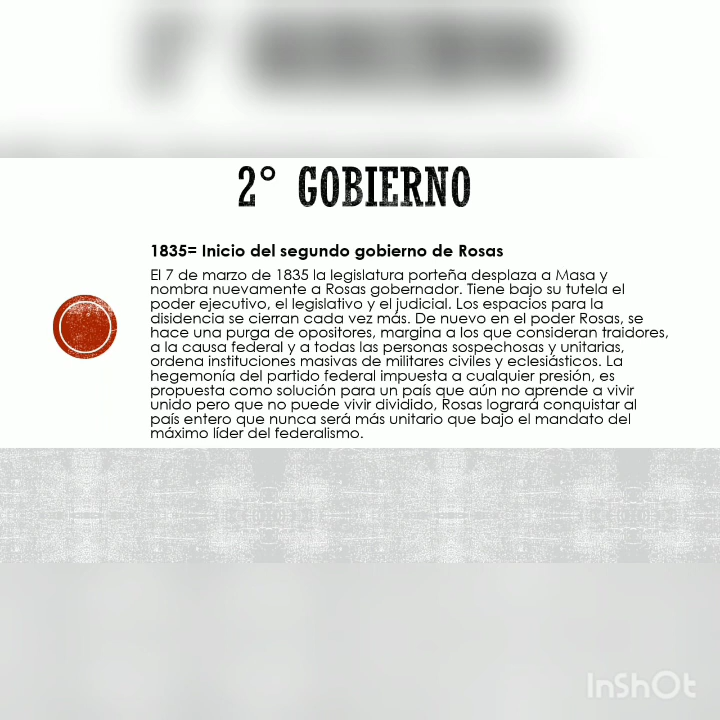 2° GOBIERNO
1835= Inicio del segundo gobierno de Rosas
El 7 de marzo de 1835 la legislatura porteña desplaza a Masa y
nombra nuevamente a Rosas gobernador. Tiene bajo su tutela el
poder ejecutivo, el legislativo y el judicial. Los espacios para la
disidencia se cierran cada vez más. De nuevo en el poder Rosas, se
hace una purga de opositores, margina a los que consideran traidores,
a la causa federal y a todas las personas sospechosas y unitarias,
ordena instituciones masivas de militares civiles y eclesiásticos. La
hegemonía del partido federal impuesta a cualquier presión, es
propuesta como solución para un país que aún no aprende a vivir
unido pero que no puede vivir dividido, Rosas logrará conquistar al
país entero que nunca será más unitario que bajo el mandato del
máximo líder del federalismo.
InShOt